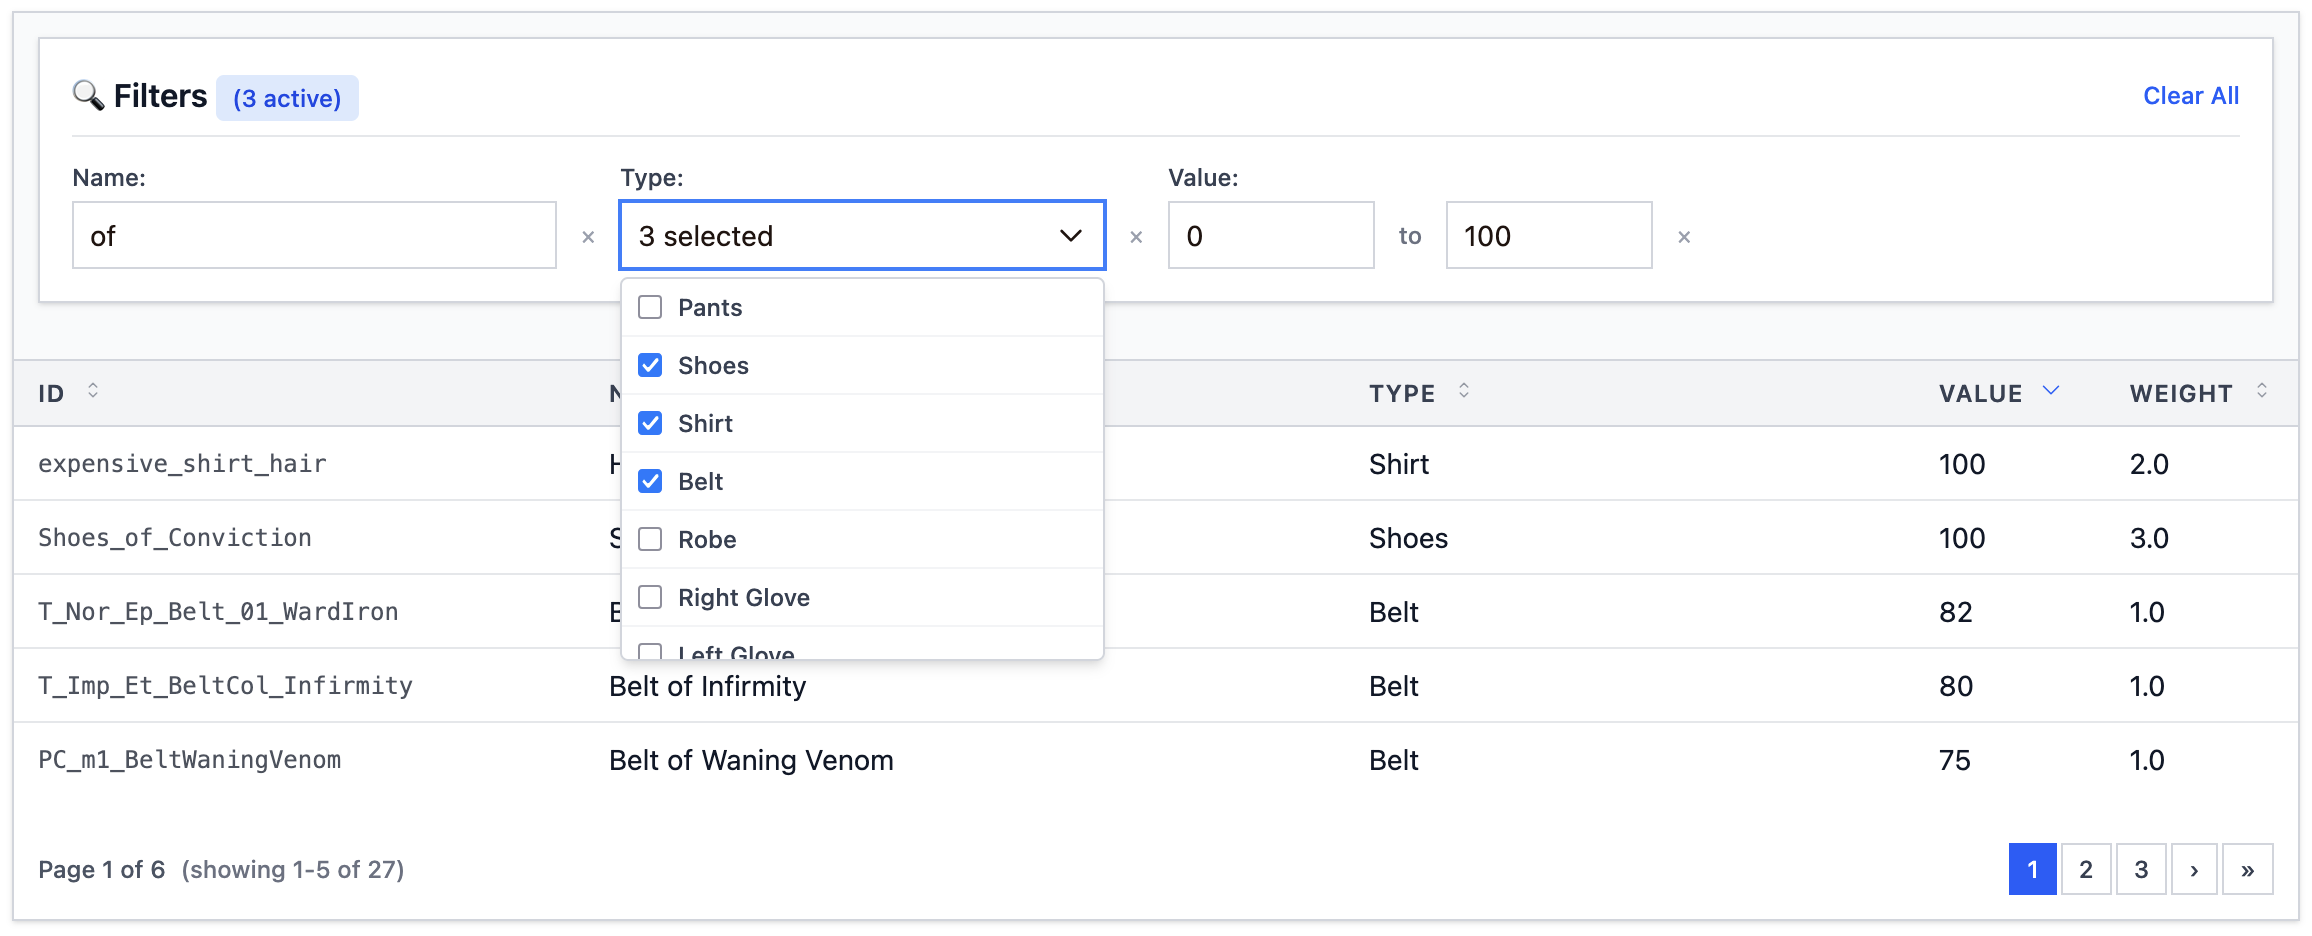 Filters (3 active) Clear All
Name: Type: Value:
of × 3 selected × 0 to 100 ×
Pants
Shoes
Shirt
Belt
Robe
Right Glove
Left Glove
ID TYPE VALUE WEIGHT
expensive_shirt_hair Shirt 100 2.0
Shoes_of_Conviction Shoes 100 3.0
T_Nor_Ep_Belt_01_WardIron Belt 82 1.0
T_Imp_Et_BeltCol_Infirmity Belt of Infirmity Belt 80 1.0
PC_m1_BeltWaningVenom Belt of Waning Venom Belt 75 1.0
Page 1 of 6 (showing 1-5 of 27) 1 2 3 › »